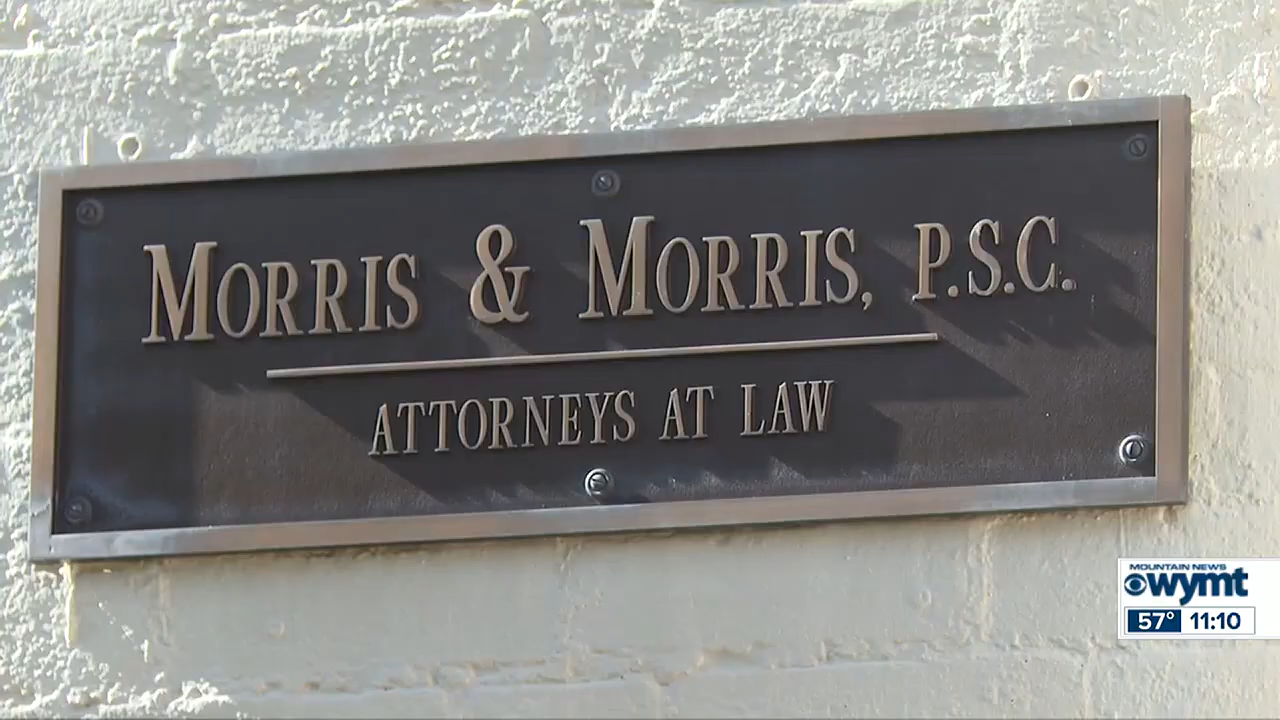 MORRIS & MORRIS, P.S.C.
ATTORNEYS AT LAW
MOUNTAIN NEWS
wymt
57° 11:10